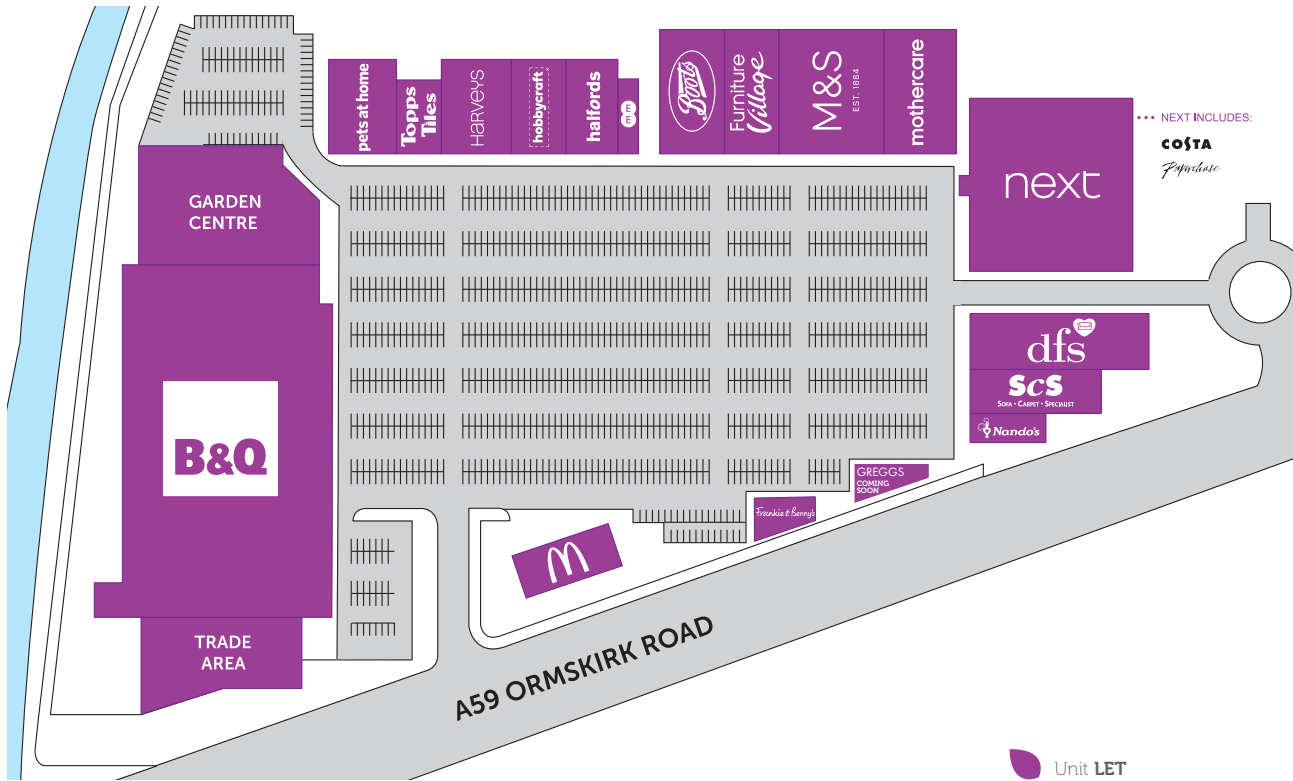 pets at home
Topps
Tiles
HARVEYS
hobbycraft
halfords
EE
Boots
Furniture
Village
M&S
EST. 1884
mothercare
next
NEXT INCLUDES:
COSTA
Paperchase
GARDEN
CENTRE
B&Q
TRADE
AREA
dfs
ScS
SOFA • CARPET • SPECIALIST
Nando's
GREGGS
COMING
SOON
Frankie & Benny's
M
A59 ORMSKIRK ROAD
Unit LET